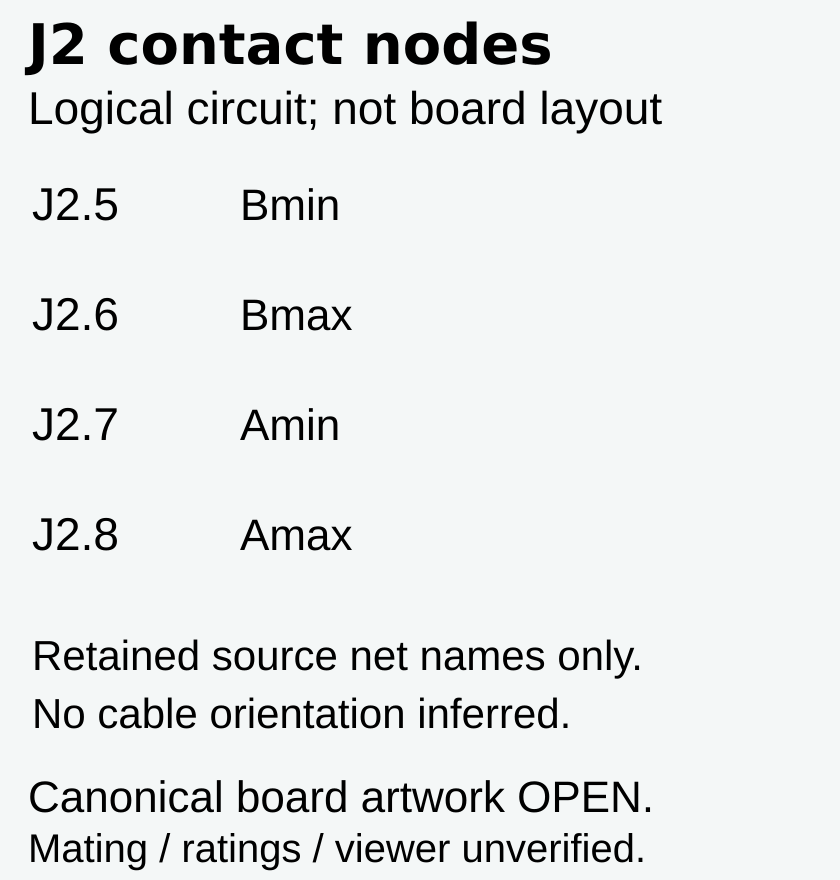 J2 contact nodes
Logical circuit; not board layout
J2.5 Bmin
J2.6 Bmax
J2.7 Amin
J2.8 Amax
Retained source net names only.
No cable orientation inferred.
Canonical board artwork OPEN.
Mating / ratings / viewer unverified.